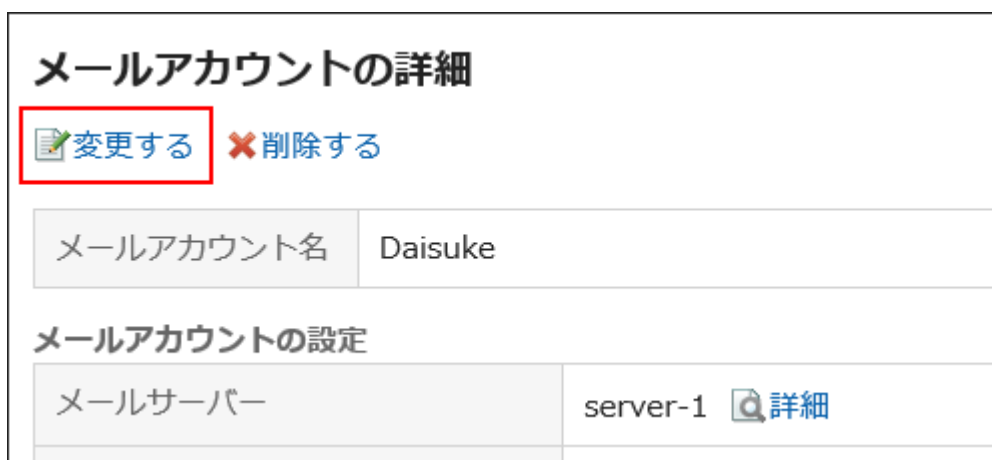 メールアカウントの詳細
変更する 削除する
メールアカウント名 Daisuke
メールアカウントの設定
メールサーバー server-1 詳細